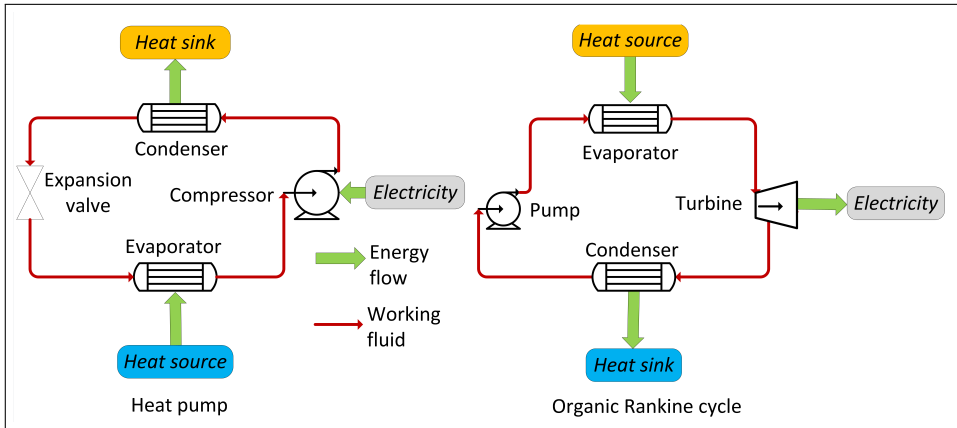 Heat sink
Condenser
Expansion
valve
Compressor
Electricity
Evaporator
Heat source
Heat pump
Energy
flow
Working
fluid
Heat source
Evaporator
Pump
Turbine
Electricity
Condenser
Heat sink
Organic Rankine cycle